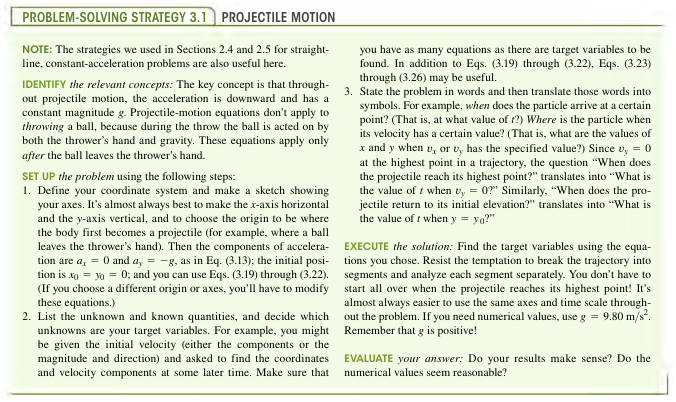 PROBLEM-SOLVING STRATEGY 3.1 PROJECTILE MOTION
NOTE: The strategies we used in Sections 2.4 and 2.5 for straight-
line, constant-acceleration problems are also useful here.
IDENTIFY the relevant concepts: The key concept is that through-
out projectile motion, the acceleration is downward and has a
constant magnitude g. Projectile-motion equations don't apply to
throwing a ball, because during the throw the ball is acted on by
both the thrower's hand and gravity. These equations apply only
after the ball leaves the thrower's hand.
SET UP the problem using the following steps:
1. Define your coordinate system and make a sketch showing
your axes. It's almost always best to make the x-axis horizontal
and the y-axis vertical, and to choose the origin to be where
the body first becomes a projectile (for example, where a ball
leaves the thrower's hand). Then the components of accelera-
tion are aₓ = 0 and a_y = −g, as in Eq. (3.13); the initial posi-
tion is x₀ = y₀ = 0; and you can use Eqs. (3.19) through (3.22).
(If you choose a different origin or axes, you'll have to modify
these equations.)
2. List the unknown and known quantities, and decide which
unknowns are your target variables. For example, you might
be given the initial velocity (either the components or the
magnitude and direction) and asked to find the coordinates
and velocity components at some later time. Make sure that
you have as many equations as there are target variables to be
found. In addition to Eqs. (3.19) through (3.22), Eqs. (3.23)
through (3.26) may be useful.
3. State the problem in words and then translate those words into
symbols. For example, when does the particle arrive at a certain
point? (That is, at what value of t?) Where is the particle when
its velocity has a certain value? (That is, what are the values of
x and y when vₓ or v_y has the specified value?) Since v_y = 0
at the highest point in a trajectory, the question "When does
the projectile reach its highest point?" translates into "What is
the value of t when v_y = 0?" Similarly, "When does the pro-
jectile return to its initial elevation?" translates into "What is
the value of t when y = y₀?"
EXECUTE the solution: Find the target variables using the equa-
tions you chose. Resist the temptation to break the trajectory into
segments and analyze each segment separately. You don't have to
start all over when the projectile reaches its highest point! It's
almost always easier to use the same axes and time scale through-
out the problem. If you need numerical values, use g = 9.80 m/s².
Remember that g is positive!
EVALUATE your answer: Do your results make sense? Do the
numerical values seem reasonable?